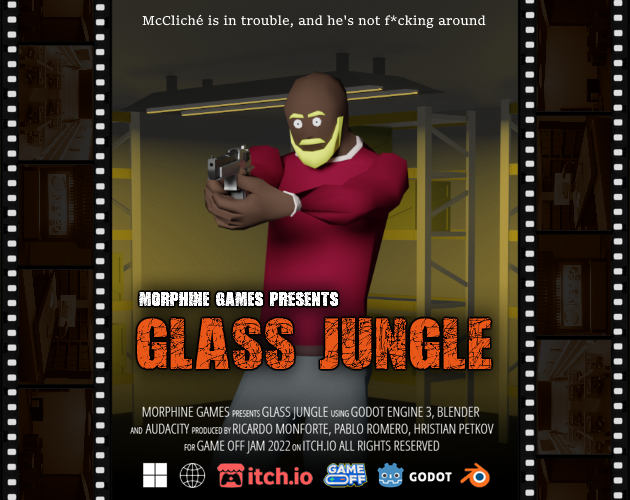 McCliché is in trouble, and he's not f*cking around
MORPHINE GAMES PRESENTS
GLASS JUNGLE
MORPHINE GAMES PRESENTS GLASS JUNGLE USING GODOT ENGINE 3, BLENDER
AND AUDACITY PRODUCED BY RICARDO MONFORTE, PABLO ROMERO, HRISTIAN PETKOV
FOR GAME OFF JAM 2022 ON ITCH.IO ALL RIGHTS RESERVED
itch.io GAME OFF GODOT